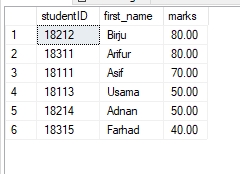 studentID first_name marks
1 18212 Birju 80.00
2 18311 Arifur 80.00
3 18111 Asif 70.00
4 18113 Usama 50.00
5 18214 Adnan 50.00
6 18315 Farhad 40.00